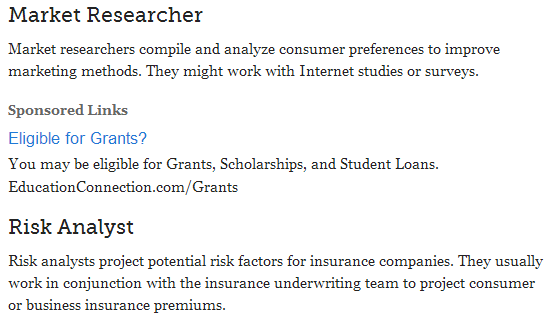 Market Researcher
Market researchers compile and analyze consumer preferences to improve
marketing methods. They might work with Internet studies or surveys.
Sponsored Links
Eligible for Grants?
You may be eligible for Grants, Scholarships, and Student Loans.
EducationConnection.com/Grants
Risk Analyst
Risk analysts project potential risk factors for insurance companies. They usually
work in conjunction with the insurance underwriting team to project consumer
or business insurance premiums.